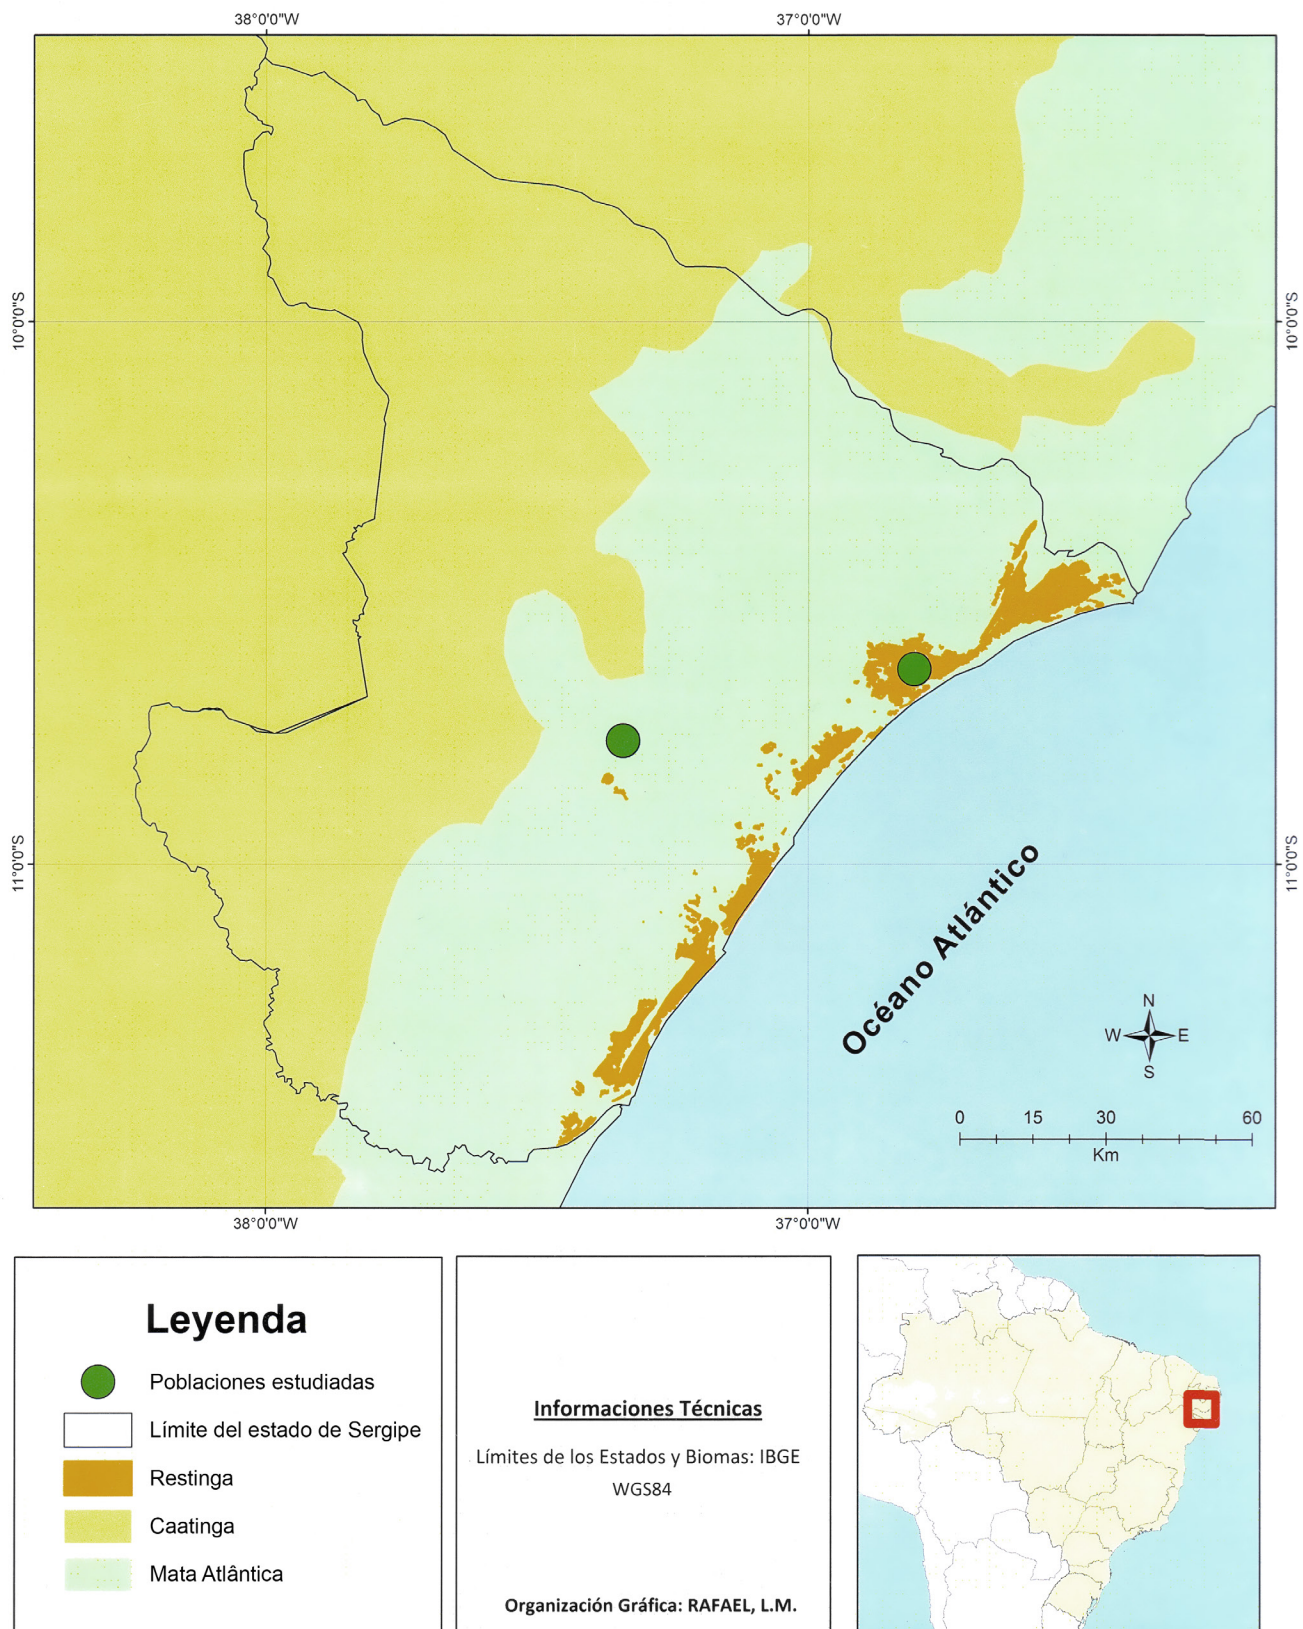 38°0'0"W
37°0'0"W
10°0'0"S
10°0'0"S
11°0'0"S
11°0'0"S
Océano Atlántico
N
W
E
S
0 15 30 60
Km
38°0'0"W
37°0'0"W
Leyenda
Poblaciones estudiadas
Límite del estado de Sergipe
Restinga
Caatinga
Mata Atlântica
Informaciones Técnicas
Límites de los Estados y Biomas: IBGE
WGS84
Organización Gráfica: RAFAEL, L.M.